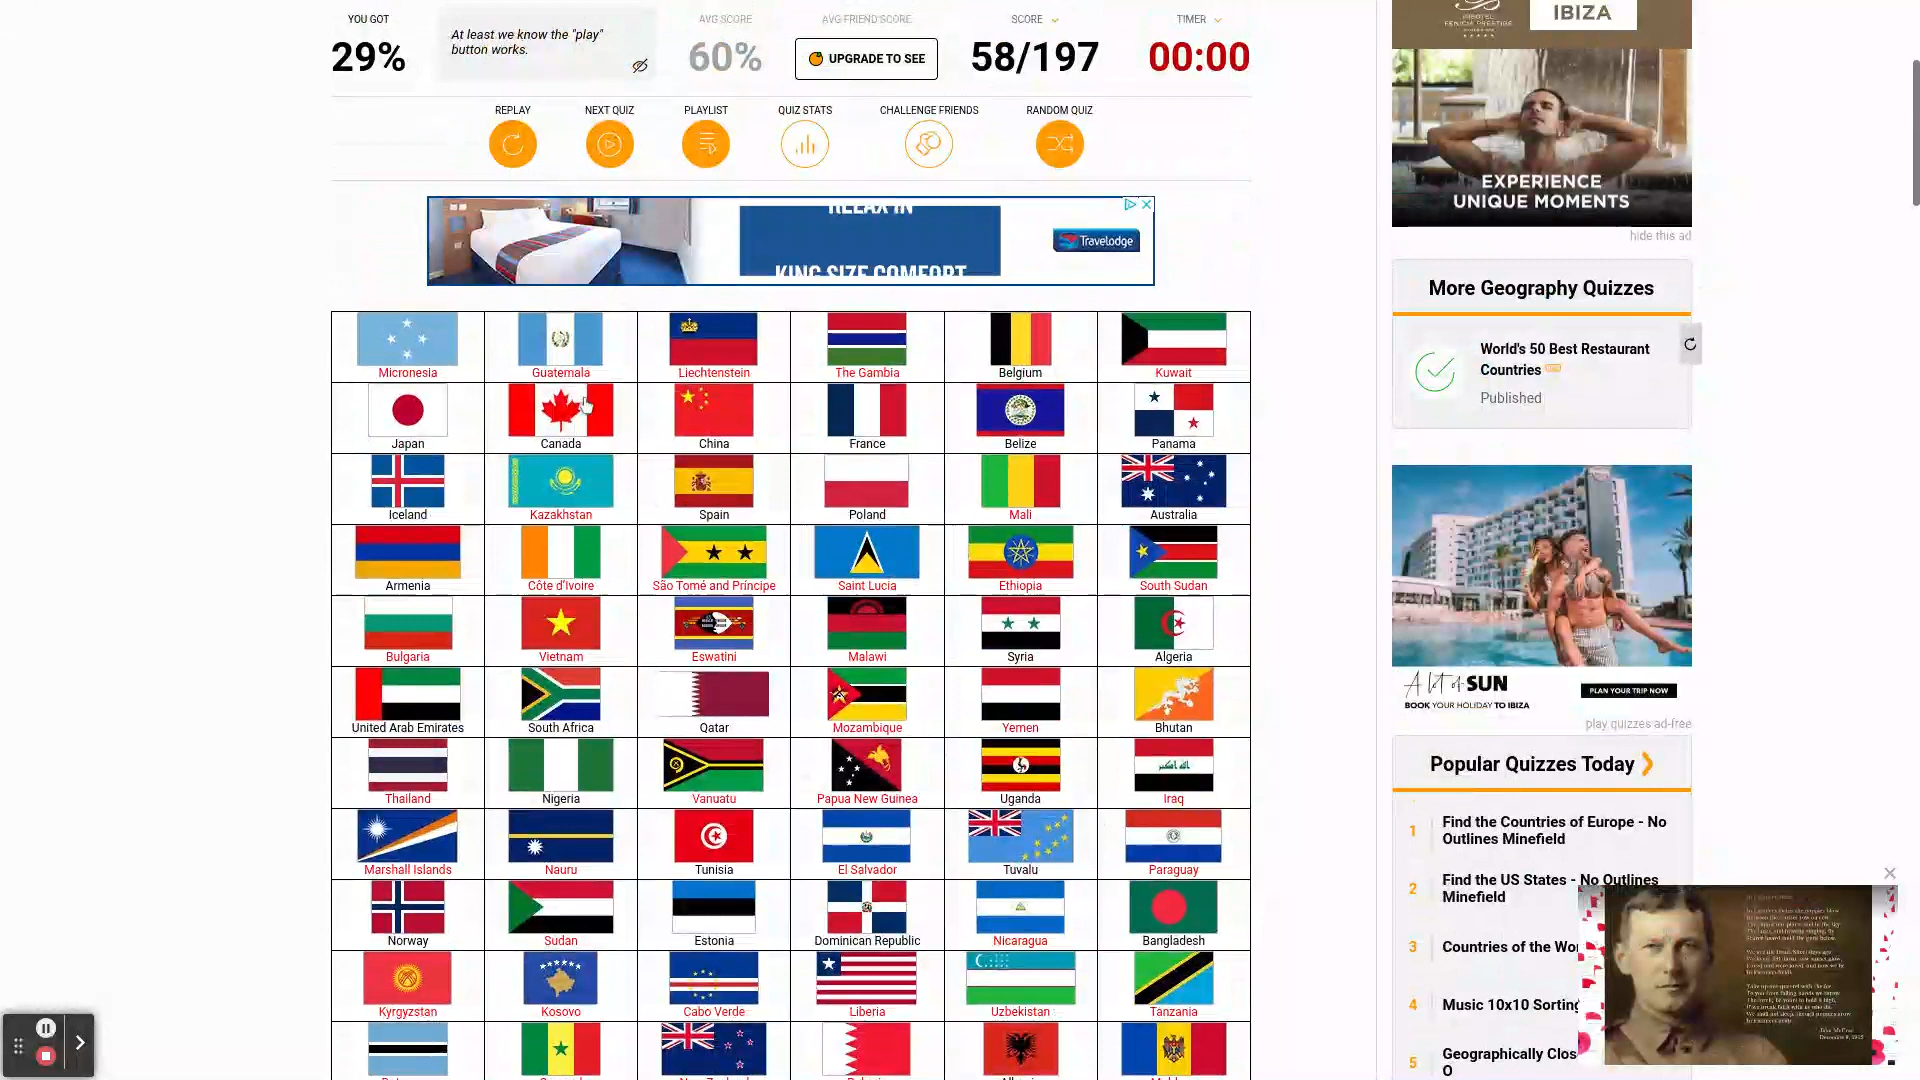 YOU GOT
29%
At least we know the "play"
button works.
AVG SCORE
60%
AVG FRIEND SCORE
UPGRADE TO SEE
SCORE
58/197
TIMER
00:00
REPLAY
NEXT QUIZ
PLAYLIST
QUIZ STATS
CHALLENGE FRIENDS
RANDOM QUIZ
RELAX IN
KING SIZE COMFORT
Travelodge
Micronesia
Guatemala
Liechtenstein
The Gambia
Belgium
Kuwait
Japan
Canada
China
France
Belize
Panama
Iceland
Kazakhstan
Spain
Poland
Mali
Australia
Armenia
Côte d'Ivoire
São Tomé and Príncipe
Saint Lucia
Ethiopia
South Sudan
Bulgaria
Vietnam
Eswatini
Malawi
Syria
Algeria
United Arab Emirates
South Africa
Qatar
Mozambique
Yemen
Bhutan
Thailand
Nigeria
Vanuatu
Papua New Guinea
Uganda
Iraq
Marshall Islands
Nauru
Tunisia
El Salvador
Tuvalu
Paraguay
Norway
Sudan
Estonia
Dominican Republic
Nicaragua
Bangladesh
Kyrgyzstan
Kosovo
Cabo Verde
Liberia
Uzbekistan
Tanzania
IBIZA
EXPERIENCE
UNIQUE MOMENTS
hide this ad
More Geography Quizzes
World's 50 Best Restaurant
Countries
Published
A lot of SUN
BOOK YOUR HOLIDAY TO IBIZA
PLAN YOUR TRIP NOW
play quizzes ad-free
Popular Quizzes Today
1 Find the Countries of Europe - No
Outlines Minefield
2 Find the US States - No Outlines
Minefield
3 Countries of the Wo
4 Music 10x10 Sorting
5 Geographically Clos
O